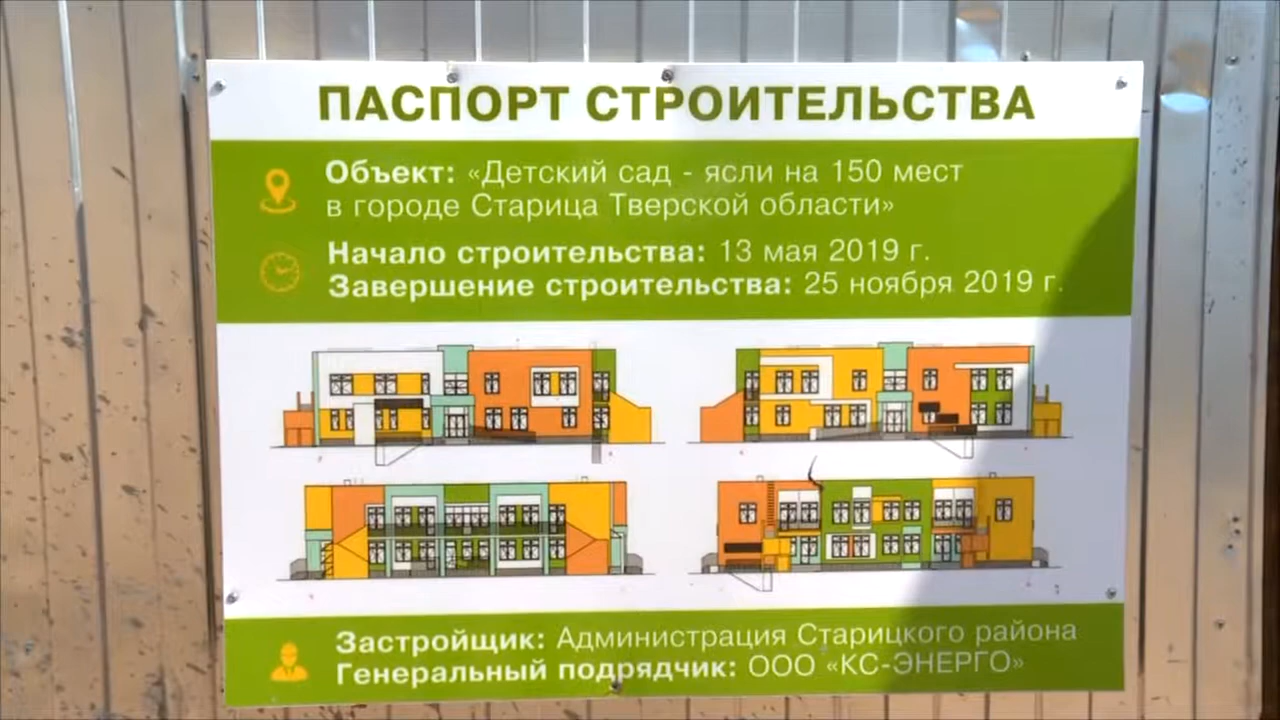 ПАСПОРТ СТРОИТЕЛЬСТВА
Объект: «Детский сад - ясли на 150 мест
в городе Старица Тверской области»
Начало строительства: 13 мая 2019 г.
Завершение строительства: 25 ноября 2019 г.
Застройщик: Администрация Старицкого района
Генеральный подрядчик: ООО «КС-ЭНЕРГО»